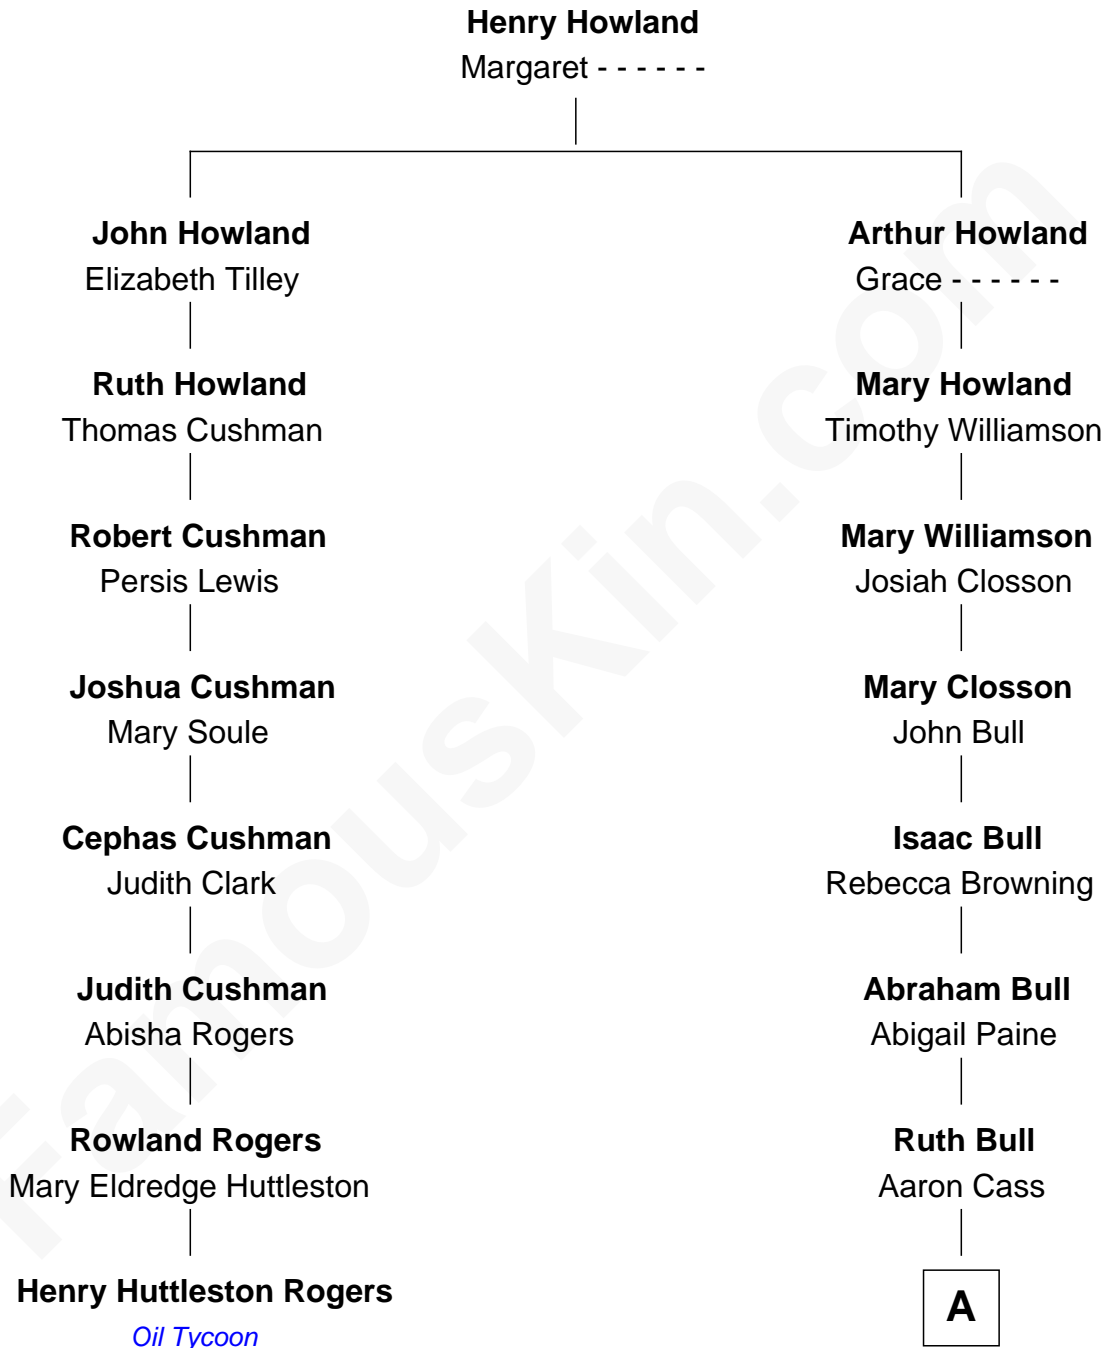 Henry Howland
Margaret - - - - - -
John Howland
Elizabeth Tilley
Arthur Howland
Grace - - - - - -
Ruth Howland
Thomas Cushman
Mary Howland
Timothy Williamson
Robert Cushman
Persis Lewis
Mary Williamson
Josiah Closson
Joshua Cushman
Mary Soule
Mary Closson
John Bull
Cephas Cushman
Judith Clark
Isaac Bull
Rebecca Browning
Judith Cushman
Abisha Rogers
Abraham Bull
Abigail Paine
Rowland Rogers
Mary Eldredge Huttleston
Ruth Bull
Aaron Cass
Henry Huttleston Rogers
Oil Tycoon
A
FamousKin.com